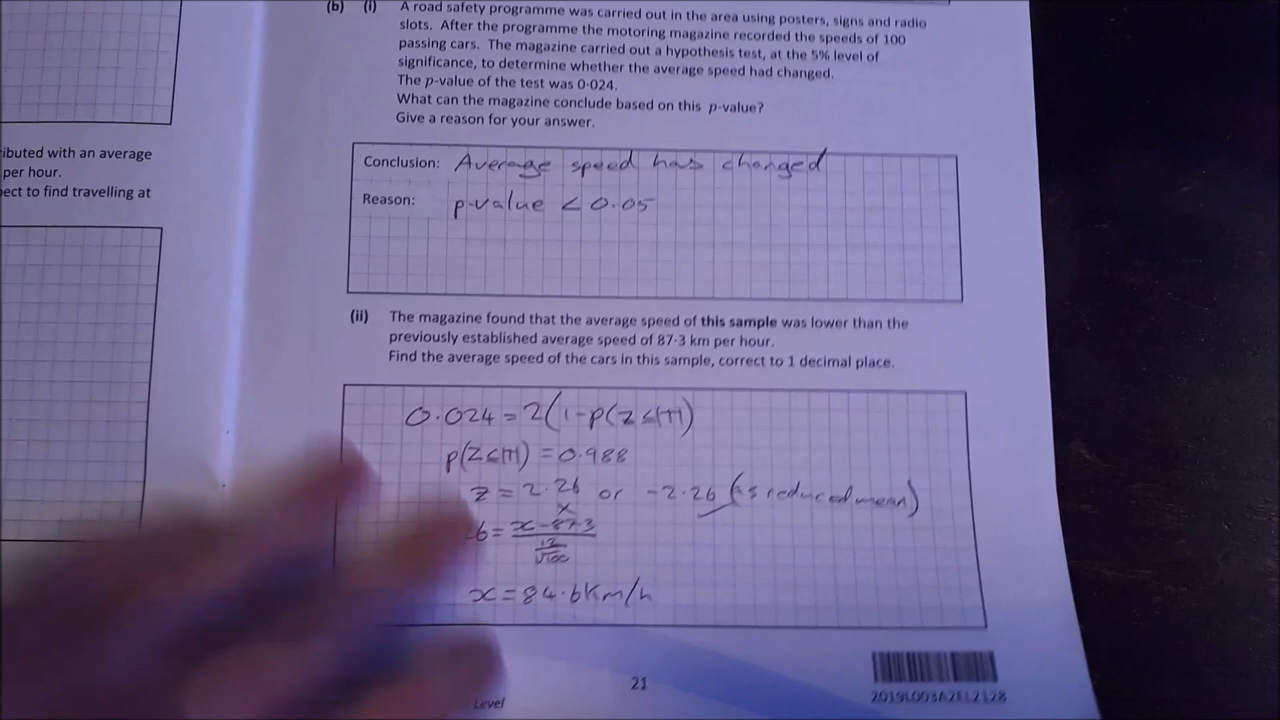 ributed with an average
per hour.
ect to find travelling at
(b) (i) A road safety programme was carried out in the area using posters, signs and radio
slots. After the programme the motoring magazine recorded the speeds of 100
passing cars. The magazine carried out a hypothesis test, at the 5% level of
significance, to determine whether the average speed had changed.
The p-value of the test was 0·024.
What can the magazine conclude based on this p-value?
Give a reason for your answer.
Conclusion: Average speed has changed
Reason: p-value < 0.05
(ii) The magazine found that the average speed of this sample was lower than the
previously established average speed of 87·3 km per hour.
Find the average speed of the cars in this sample, correct to 1 decimal place.
0.024 = 2(1-p(Z≤|T|)
p(Z≤|T|) = 0.988
z = 2.26 or -2.26 (as reduced mean)
6 = x-87.3
12
√100
x = 84.6 km/h
21
Level
2019L003A2EL2128